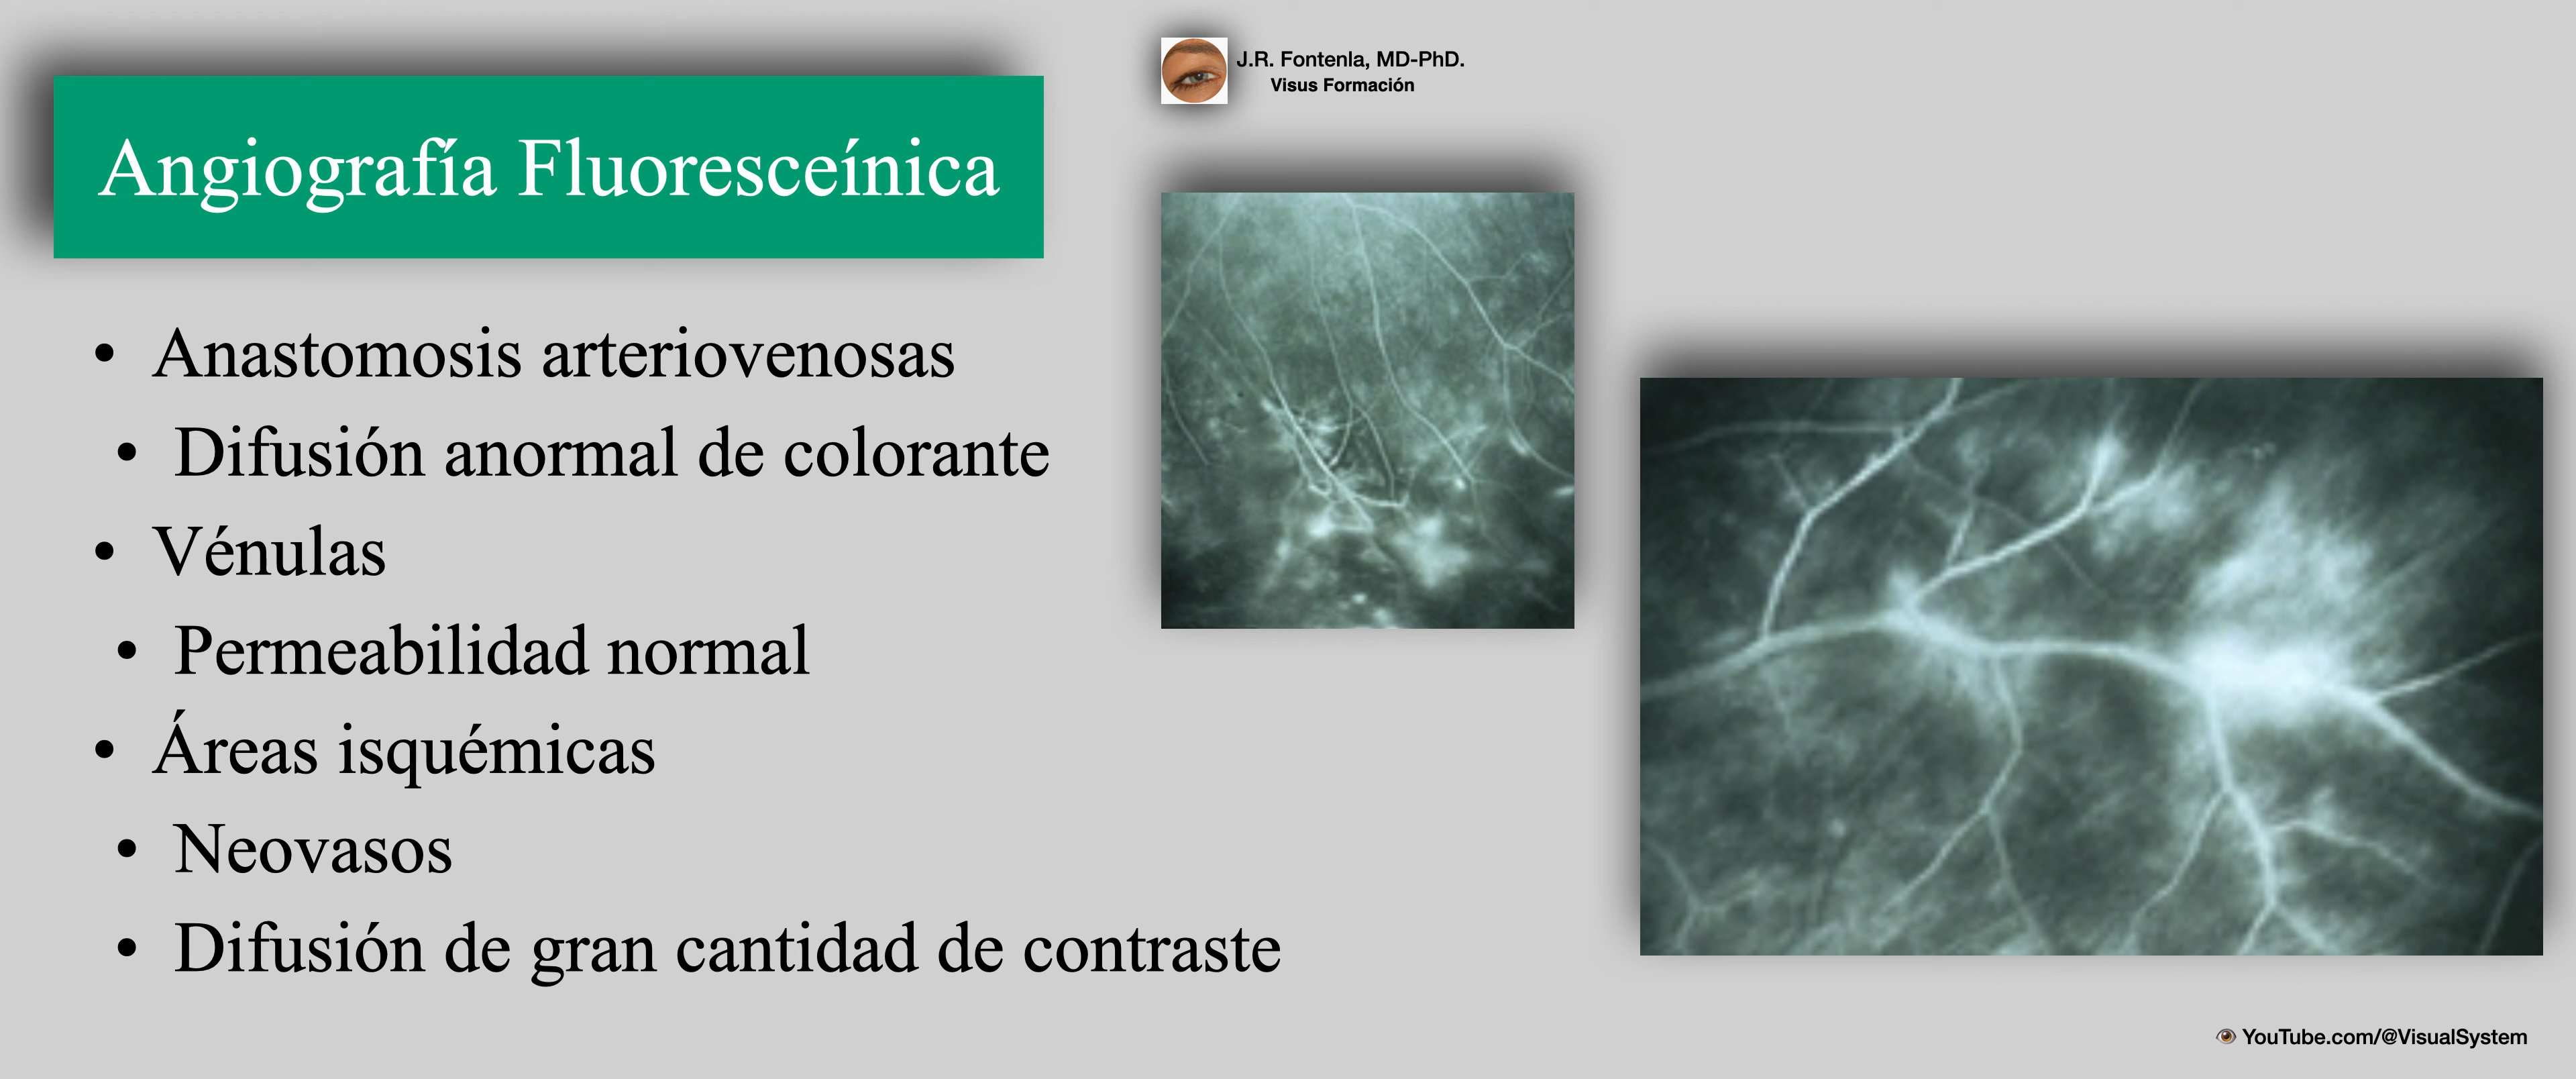 J.R. Fontenla, MD-PhD.
Visus Formación
Angiografía Fluoresceínica
• Anastomosis arteriovenosas
• Difusión anormal de colorante
• Vénulas
• Permeabilidad normal
• Áreas isquémicas
• Neovasos
• Difusión de gran cantidad de contraste
YouTube.com/@VisualSystem